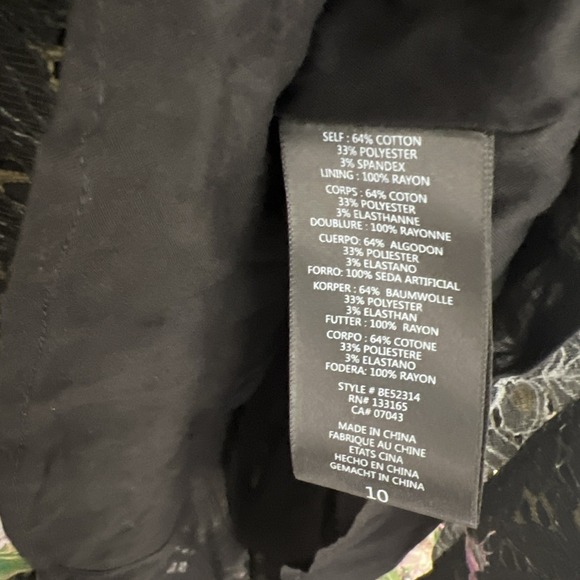 SELF : 64% COTTON
33% POLYESTER
3% SPANDEX
LINING : 100% RAYON
CORPS : 64% COTON
33% POLYESTER
3% ELASTHANNE
DOUBLURE : 100% RAYONNE
CUERPO: 64% ALGODON
33% POLIESTER
3% ELASTANO
FORRO: 100% SEDA ARTIFICIAL
KORPER : 64% BAUMWOLLE
33% POLYESTER
3% ELASTHAN
FUTTER : 100% RAYON
CORPO : 64% COTONE
33% POLIESTERE
3% ELASTANO
FODERA: 100% RAYON
STYLE # BE52314
RN# 133165
CA# 07043
MADE IN CHINA
FABRIQUE AU CHINE
ETATS CINA
HECHO EN CHINA
GEMACHT IN CHINA
10